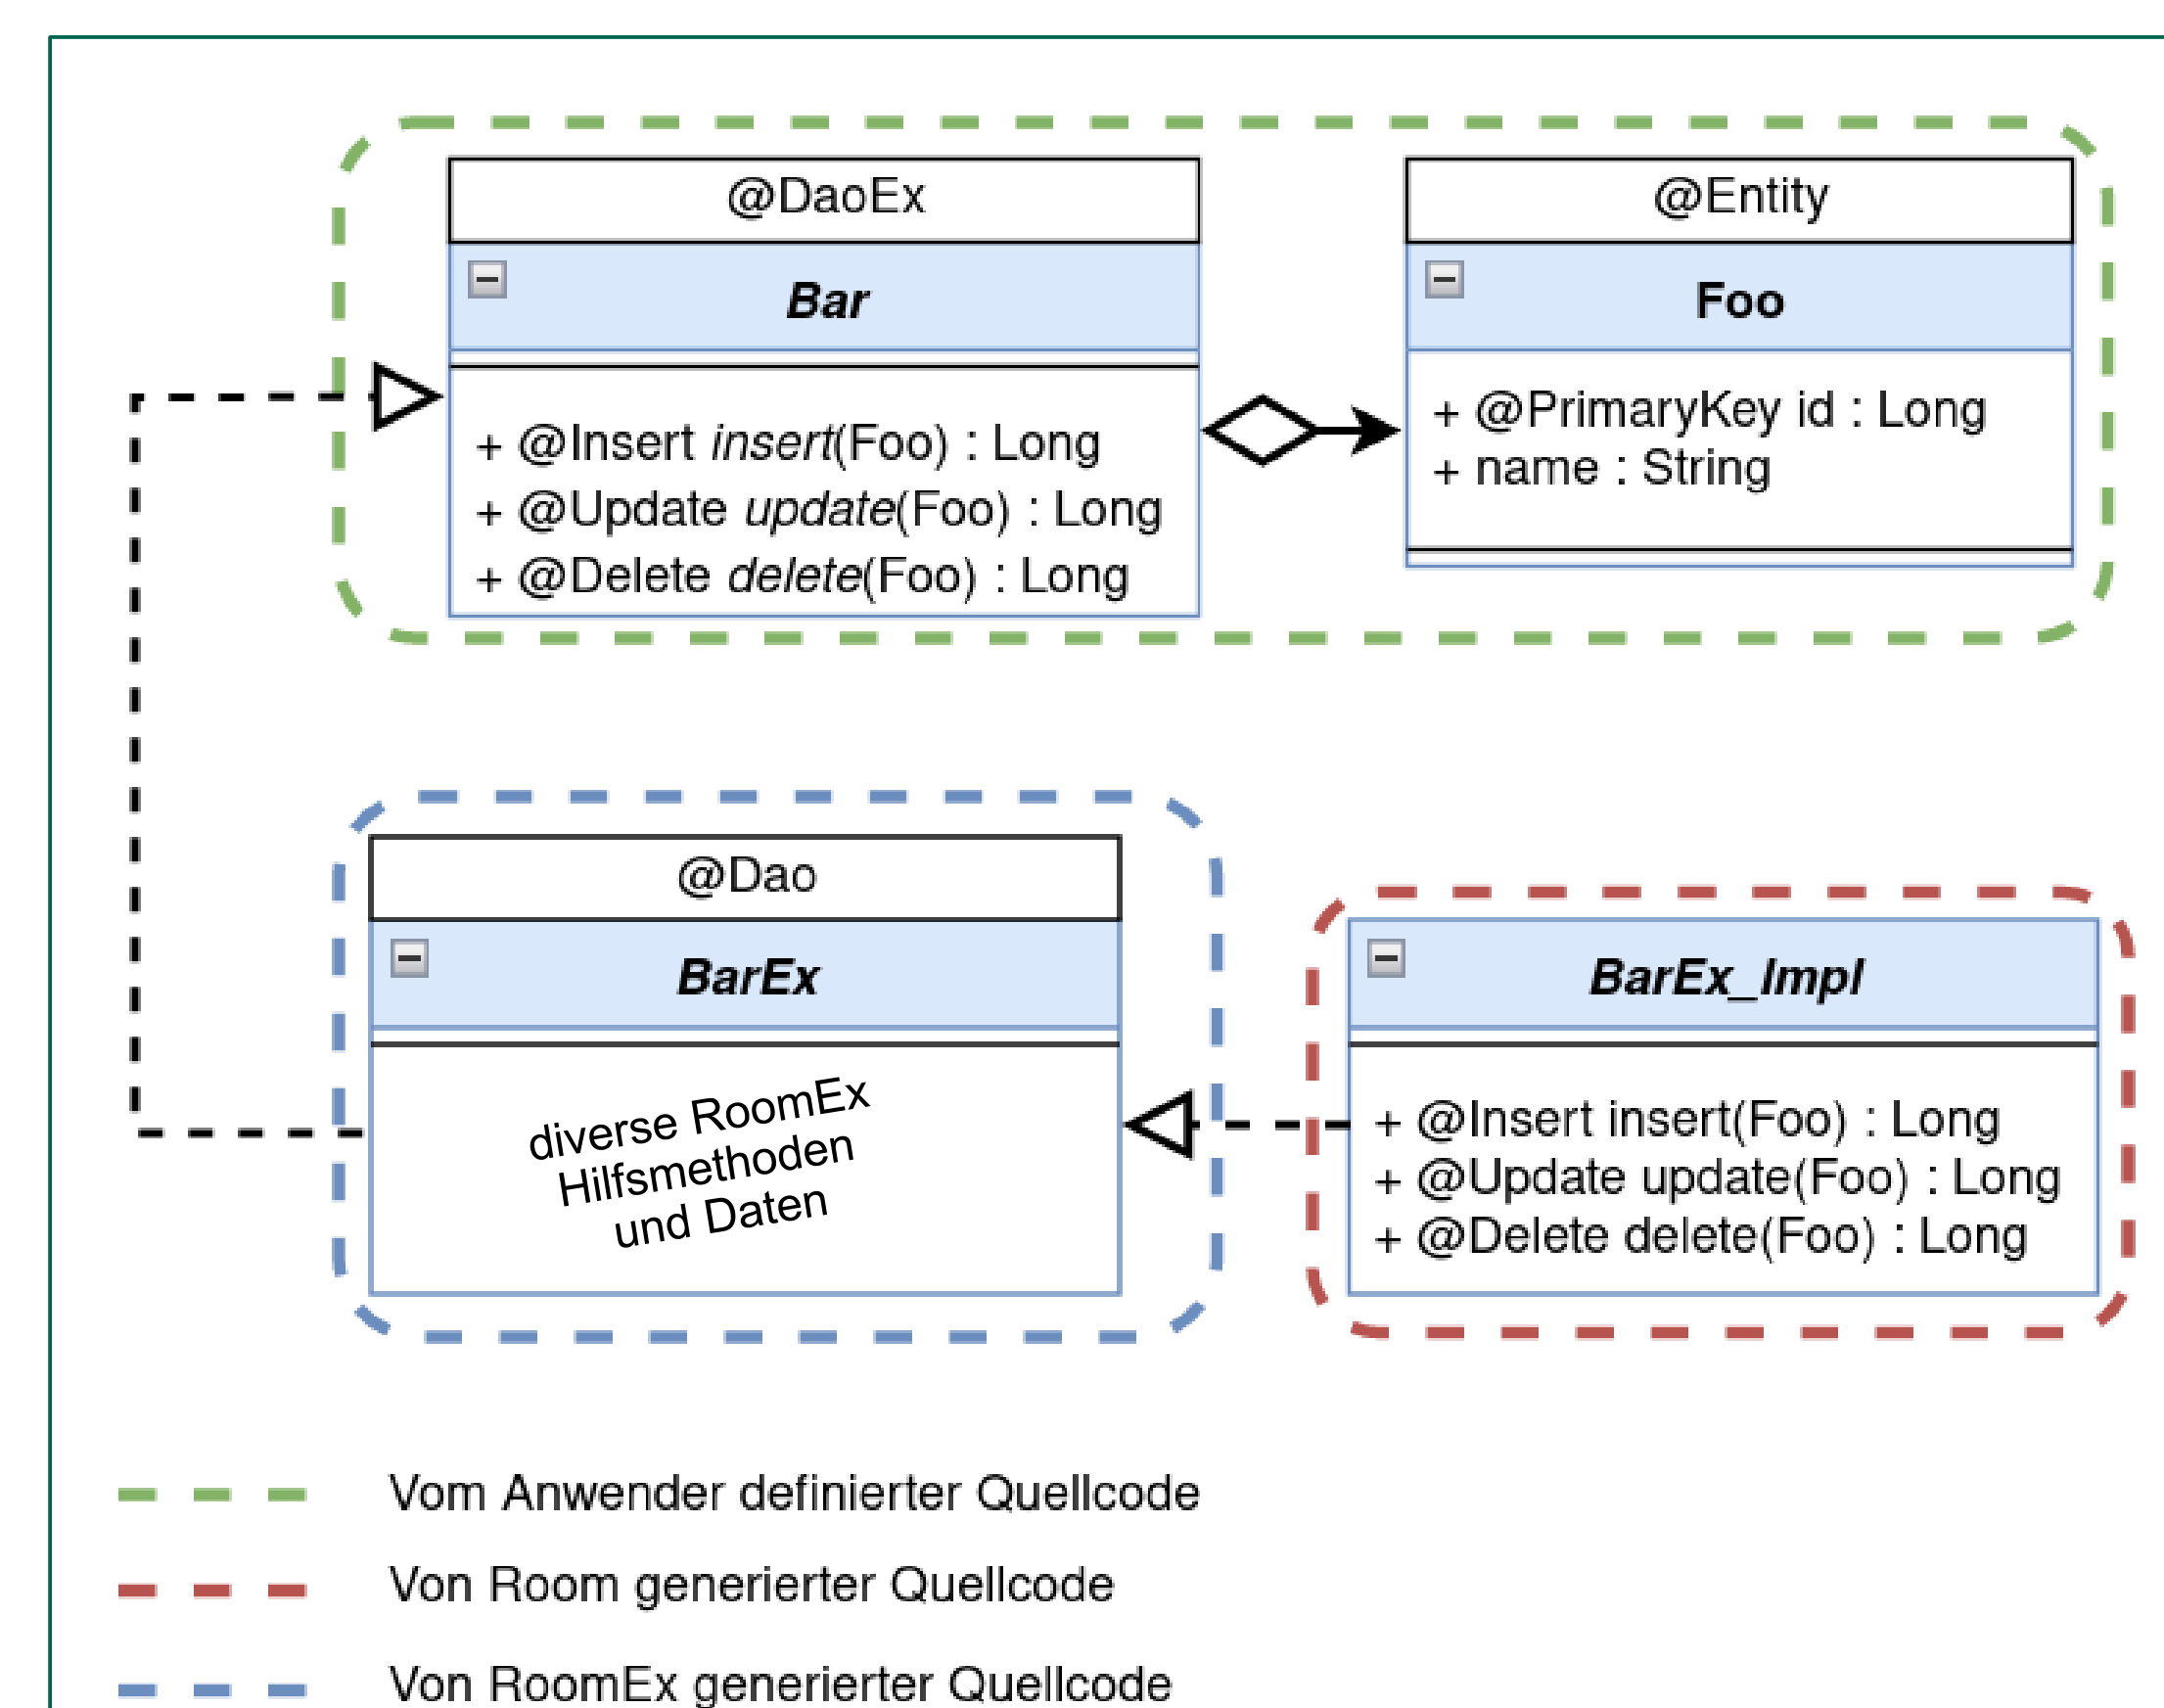 @DaoEx
Bar
+ @Insert insert(Foo) : Long
+ @Update update(Foo) : Long
+ @Delete delete(Foo) : Long
@Entity
Foo
+ @PrimaryKey id : Long
+ name : String
@Dao
BarEx
diverse RoomEx
Hilfsmethoden
und Daten
BarEx_Impl
+ @Insert insert(Foo) : Long
+ @Update update(Foo) : Long
+ @Delete delete(Foo) : Long
Vom Anwender definierter Quellcode
Von Room generierter Quellcode
Von RoomEx generierter Quellcode